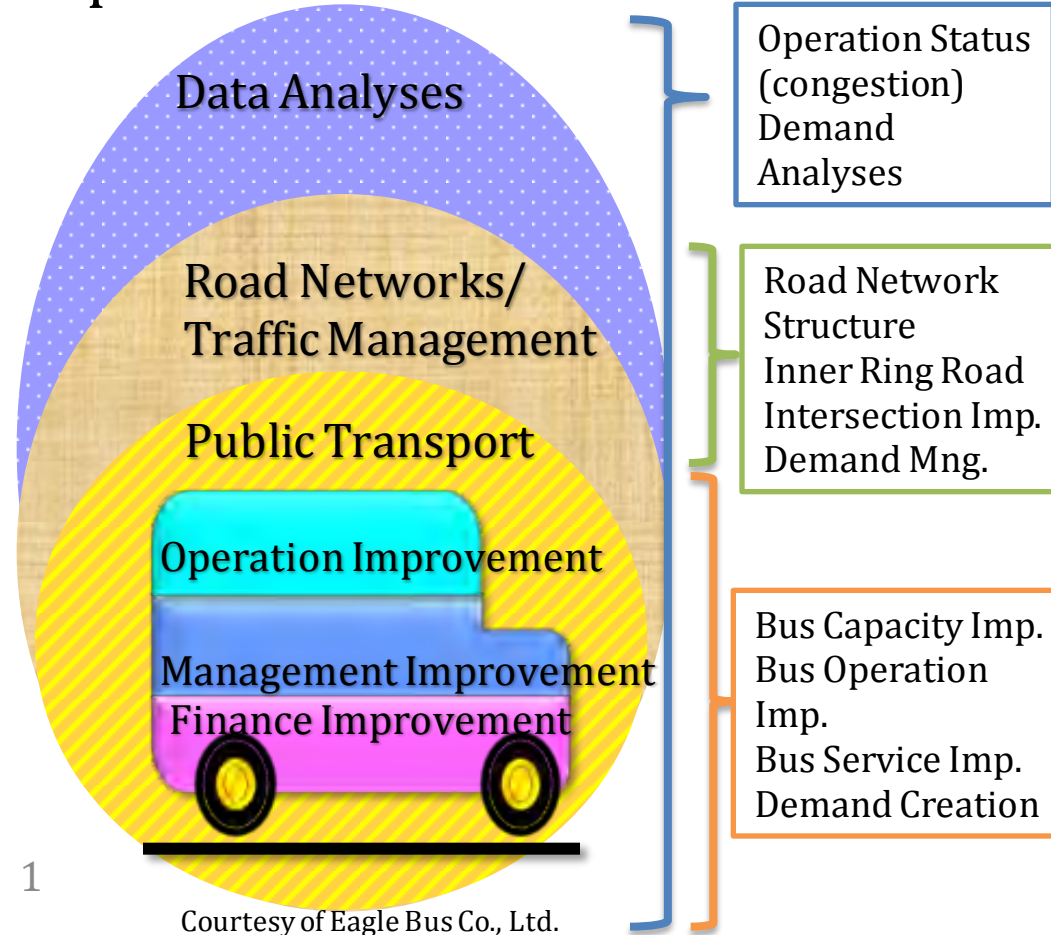 Data Analyses
Road Networks/
Traffic Management
Public Transport
Operation Improvement
Management Improvement
Finance Improvement
Operation Status
(congestion)
Demand
Analyses
Road Network
Structure
Inner Ring Road
Intersection Imp.
Demand Mng.
Bus Capacity Imp.
Bus Operation
Imp.
Bus Service Imp.
Demand Creation
1
Courtesy of Eagle Bus Co., Ltd.